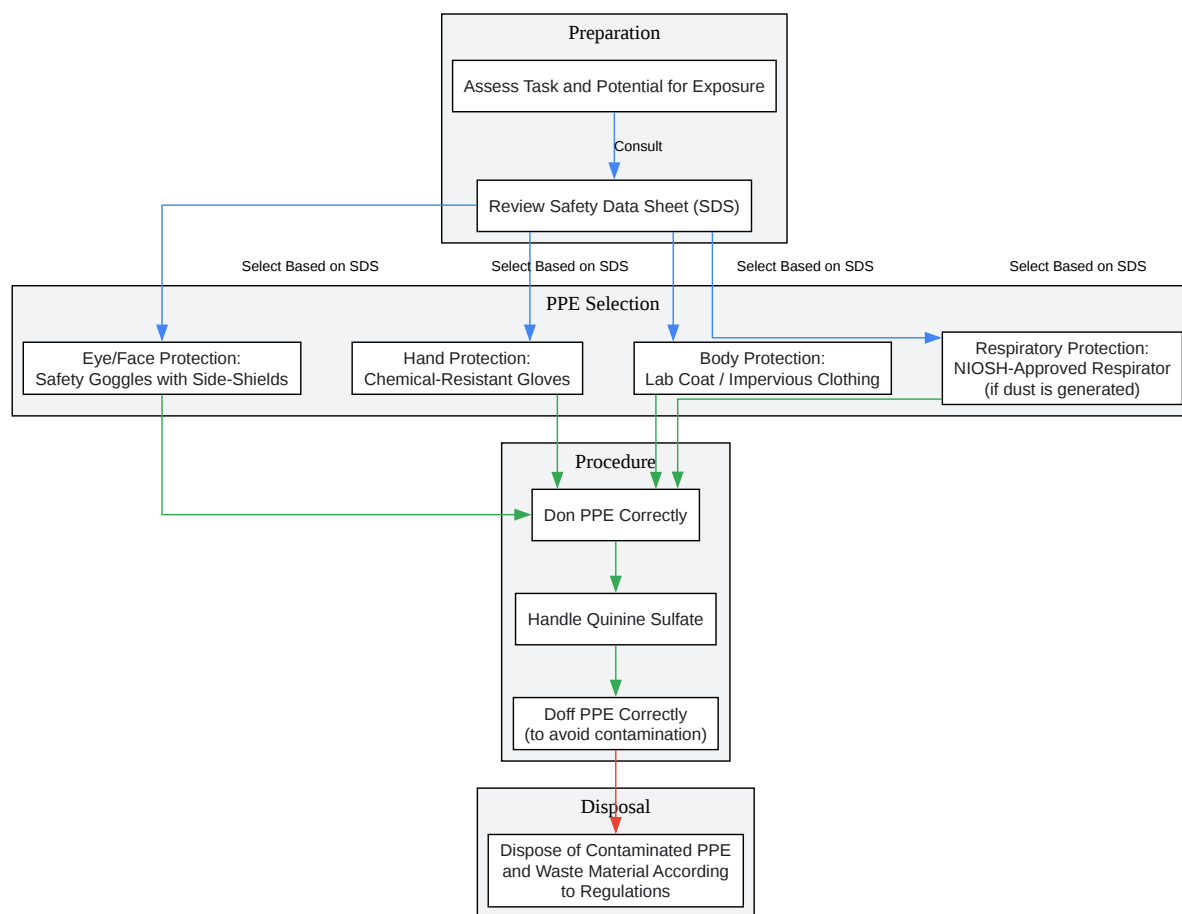 Preparation
Assess Task and Potential for Exposure
Consult
Review Safety Data Sheet (SDS)
Select Based on SDS
Select Based on SDS
Select Based on SDS
Select Based on SDS
PPE Selection
Eye/Face Protection:
Safety Goggles with Side-Shields
Hand Protection:
Chemical-Resistant Gloves
Body Protection:
Lab Coat / Impervious Clothing
Respiratory Protection:
NIOSH-Approved Respirator
(if dust is generated)
Procedure
Don PPE Correctly
Handle Quinine Sulfate
Doff PPE Correctly
(to avoid contamination)
Disposal
Dispose of Contaminated PPE
and Waste Material According
to Regulations